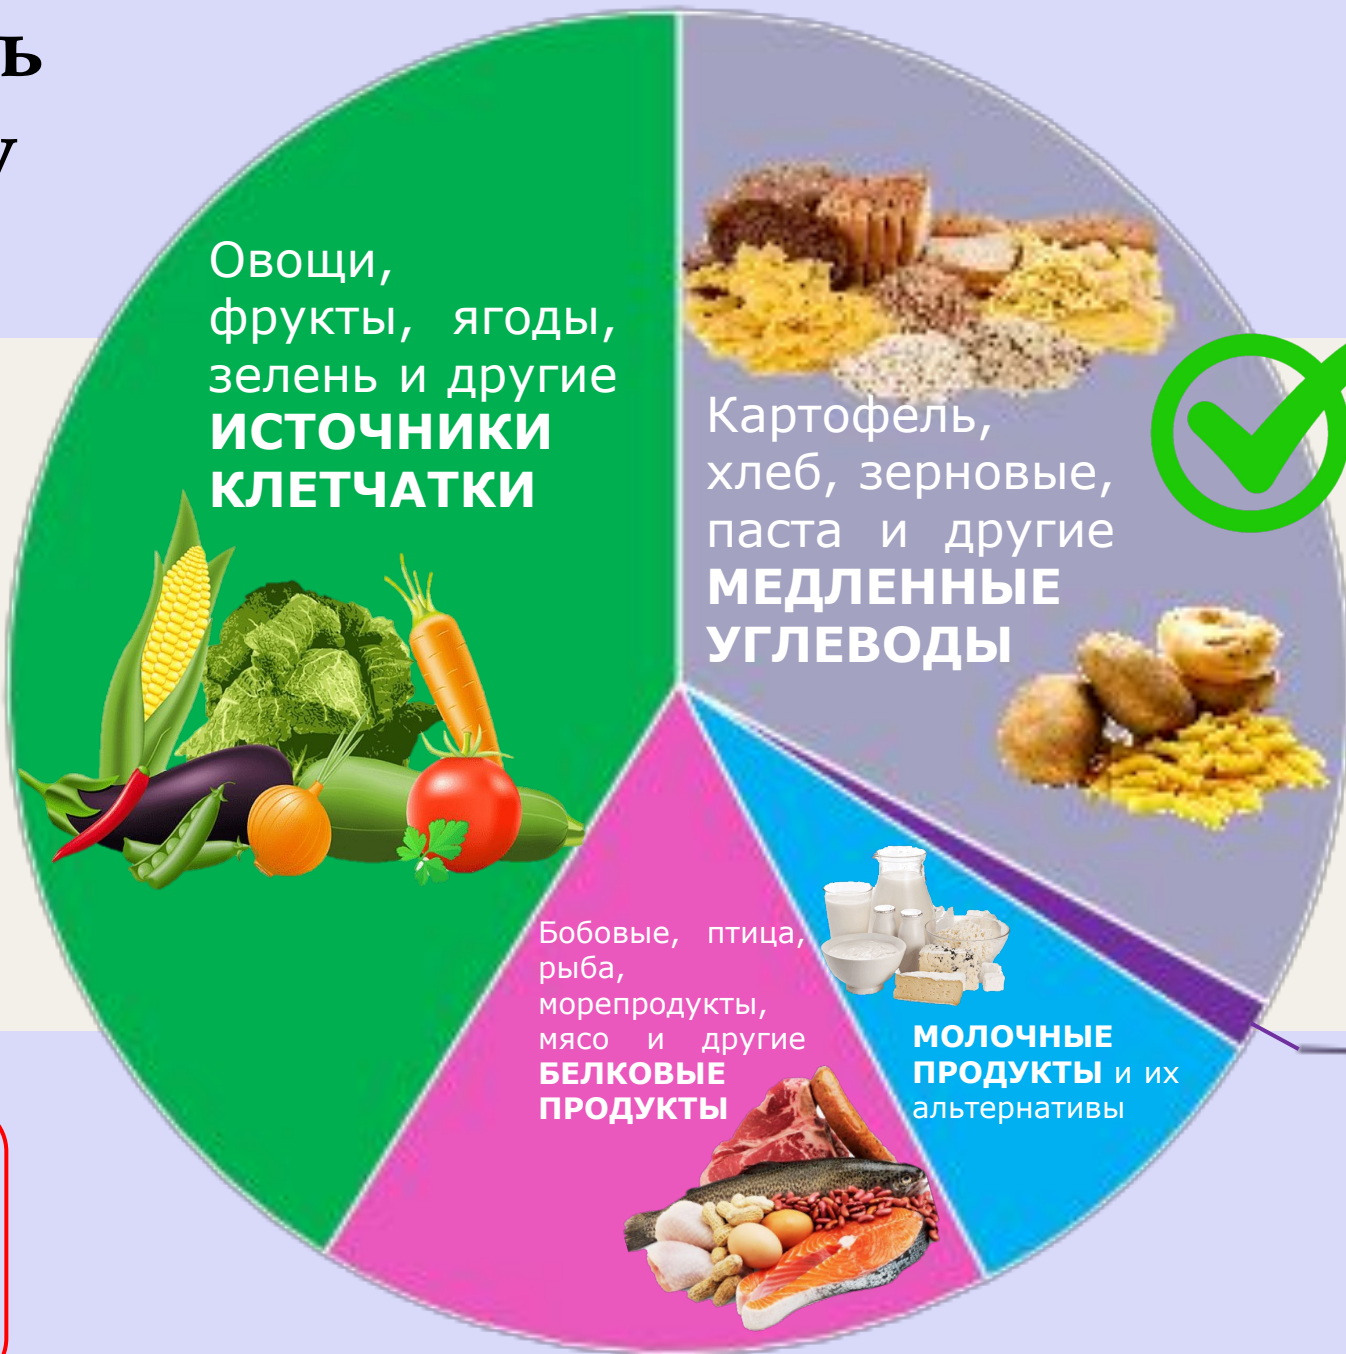 ь
у
Овощи,
фрукты, ягоды,
зелень и другие
ИСТОЧНИКИ
КЛЕТЧАТКИ
Картофель,
хлеб, зерновые,
паста и другие
МЕДЛЕННЫЕ
УГЛЕВОДЫ
Бобовые, птица,
рыба,
морепродукты,
мясо и другие
БЕЛКОВЫЕ
ПРОДУКТЫ
МОЛОЧНЫЕ
ПРОДУКТЫ и их
альтернативы